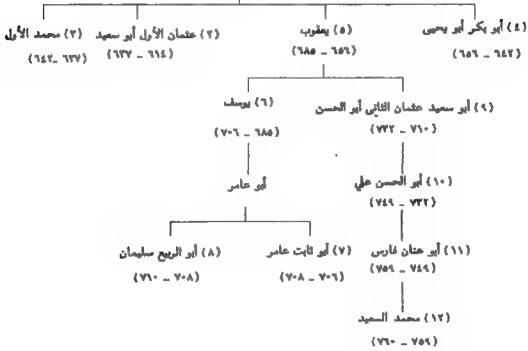 (٤) أبو بكر أبو يحيى
(٥) يعقوب
(٢) عثمان الأول أبو سعيد
(٣) محمد الأول
(٦٤٢ – ٦٥٦)
(٦٥٦ – ٦٨٥)
(٦١٤ – ٦٣٧)
(٦٣٧ – ٦٤٢)
(٩) أبو سعيد عثمان الثاني أبو الحسن
(٦) يوسف
(٧٦٠ – ٧٣٢)
(٦٨٥ – ٧٠٦)
(١٠) أبو الحسن علي
أبو عامر
(٧٣٢ – ٧٤٩)
(١١) أبو عنان فارس
(٧) أبو ثابت عامر
(٨) أبو الربيع سليمان
(٧٤٩ – ٧٥٩)
(٧٠٦ – ٧٠٨)
(٧٠٨ – ٧٦٠)
(١٢) محمد السعيد
(٧٥٩ – ٧٦٠)